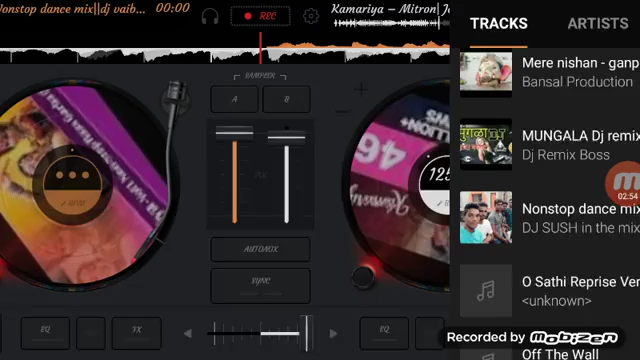 Nonstop dance mix||dj vaib... 00:00
REC
Kamariya – Mitron|
TRACKS ARTISTS
SAMPLER
A B
AUTOMIX
SYNC
EQ FX
EQ
46
125
Mere nishan - ganp
Bansal Production
MUNGALA Dj remix
Dj Remix Boss
02:54
Nonstop dance mix
DJ SUSH in the mix
O Sathi Reprise Ver
<unknown>
Recorded by Mobizen
Off The Wall